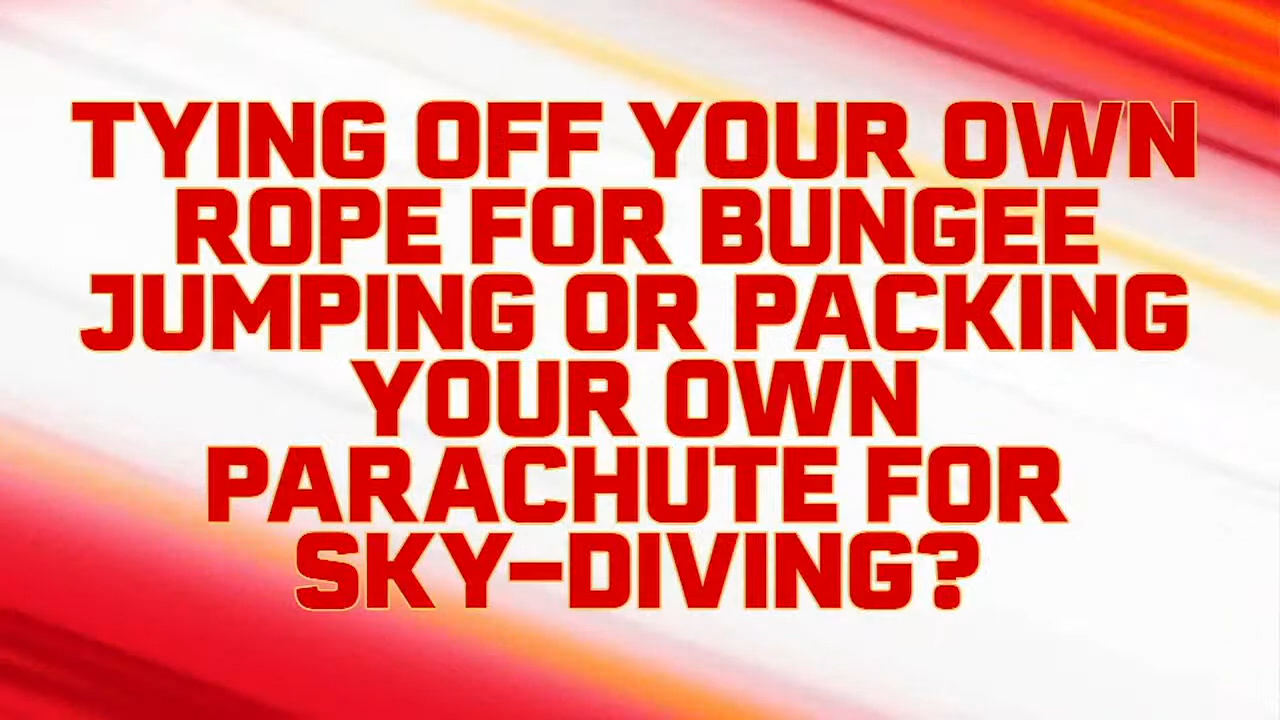 TYING OFF YOUR OWN
ROPE FOR BUNGEE
JUMPING OR PACKING
YOUR OWN
PARACHUTE FOR
SKY-DIVING?